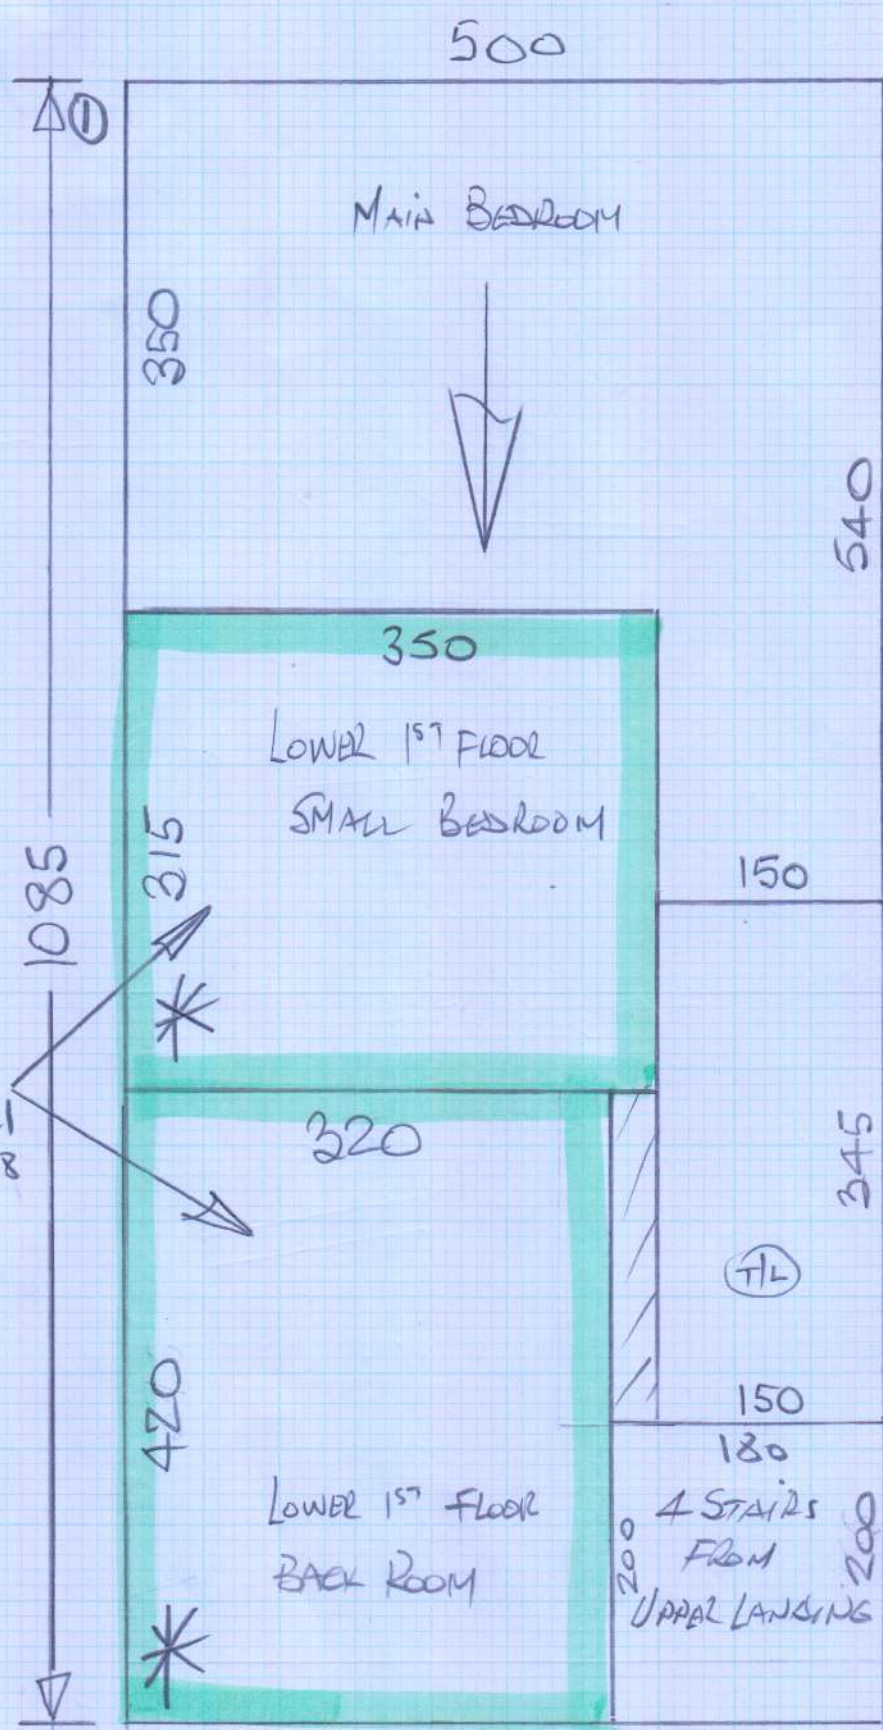 500
①
MAIN BEDROOM
350
540
350
LOWER 1ST FLOOR
SMALL BEDROOM
315
150
1085
320
345
T/L
420
150
180
LOWER 1ST FLOOR
BACK ROOM
200
4 STAIRS
FROM
UPPER LANDING
200